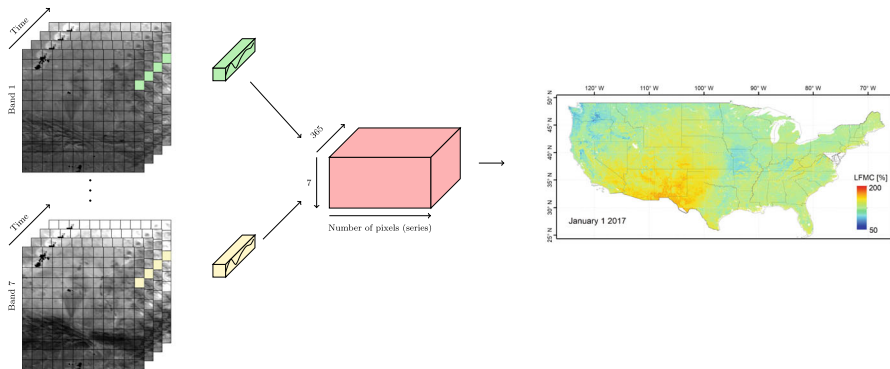 Time
Band 1
Time
Band 7
365
7
Number of pixels (series)
120° W 110° W 100° W 90° W 80° W 70° W
50° N
45° N
40° N
35° N
30° N
25° N
LFMC [%]
200
50
January 1 2017